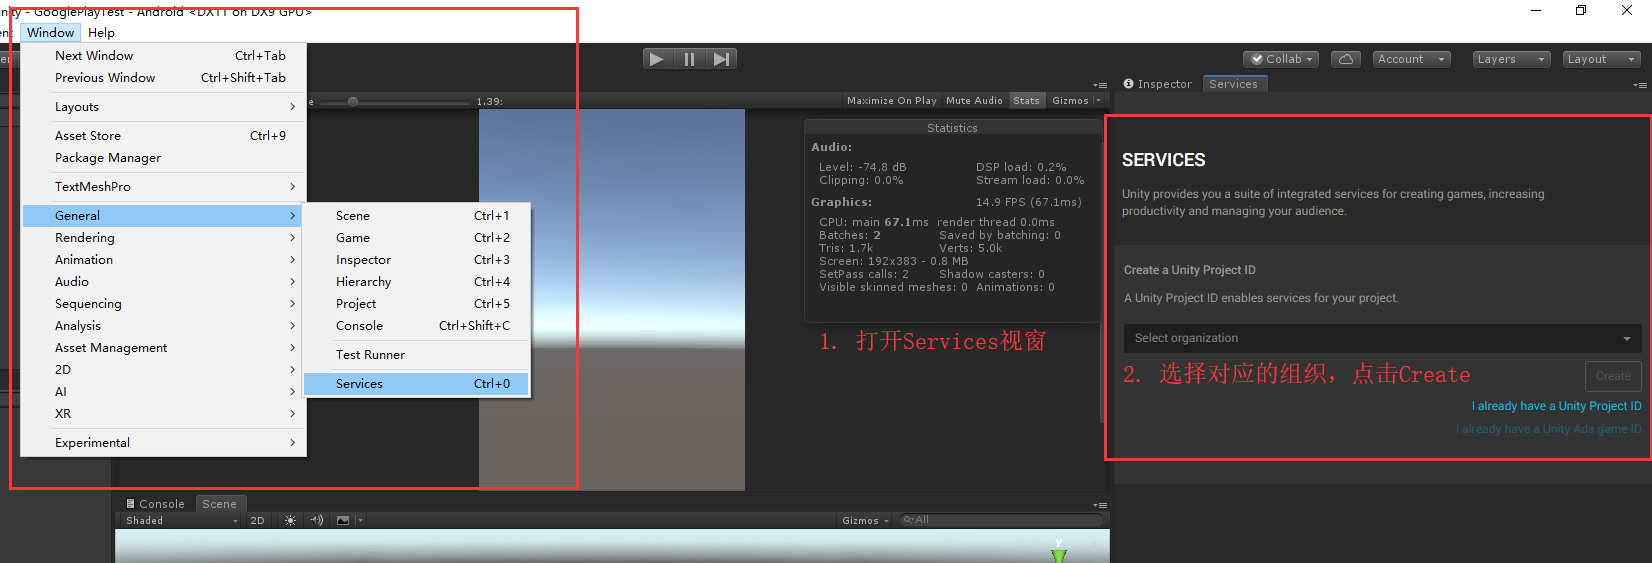 nity - GooglePlayTest - Android <DX11 on DX9 GPU>
Window Help
Next Window Ctrl+Tab
Previous Window Ctrl+Shift+Tab
Layouts
Asset Store Ctrl+9
Package Manager
TextMeshPro
General
Rendering
Animation
Audio
Sequencing
Analysis
Asset Management
2D
AI
XR
Experimental
Scene Ctrl+1
Game Ctrl+2
Inspector Ctrl+3
Hierarchy Ctrl+4
Project Ctrl+5
Console Ctrl+Shift+C
Test Runner
Services Ctrl+0
Collab Account Layers Layout
1.39: Maximize On Play Mute Audio Stats Gizmos
Statistics
Audio:
Level: -74.8 dB DSP load: 0.2%
Clipping: 0.0% Stream load: 0.0%
Graphics: 14.9 FPS (67.1ms)
CPU: main 67.1ms render thread 0.0ms
Batches: 2 Saved by batching: 0
Tris: 1.7k Verts: 5.0k
Screen: 192x383 - 0.8 MB
SetPass calls: 2 Shadow casters: 0
Visible skinned meshes: 0 Animations: 0
1. 打开Services视窗
Inspector Services
SERVICES
Unity provides you a suite of integrated services for creating games, increasing
productivity and managing your audience.
Create a Unity Project ID
A Unity Project ID enables services for your project.
Select organization
2. 选择对应的组织，点击Create
Create
I already have a Unity Project ID
I already have a Unity Ads game ID
Console Scene
Shaded 2D Gizmos All
y